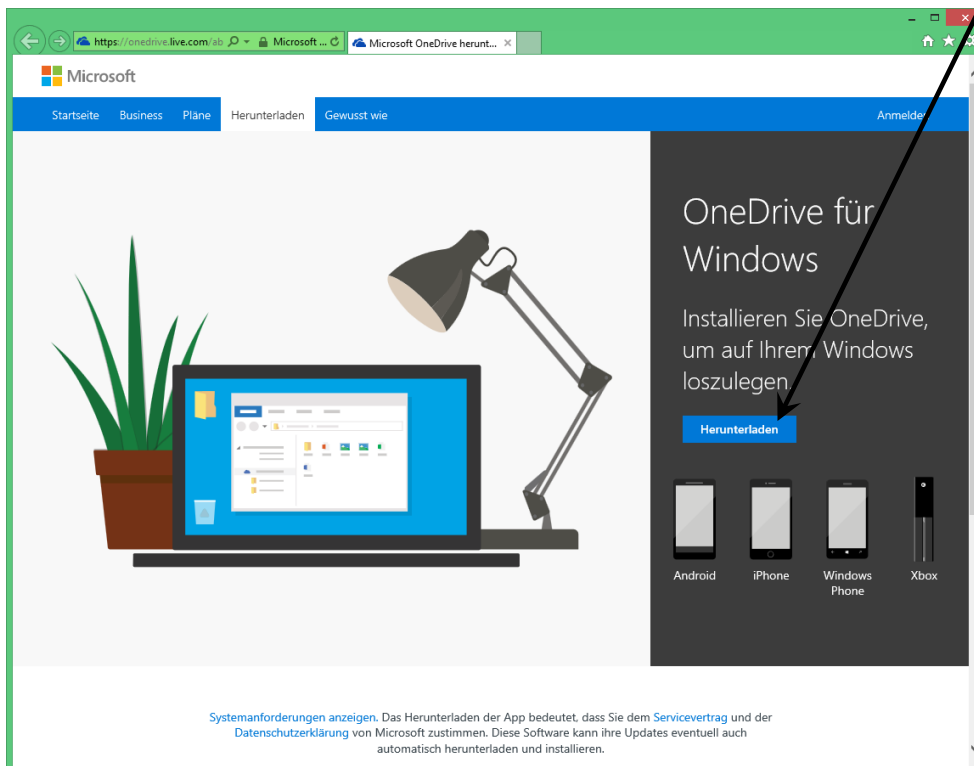 https://onedrive.live.com/ab
Microsoft ...
Microsoft OneDrive herunt...
Microsoft
Startseite Business Pläne Herunterladen Gewusst wie Anmelden
OneDrive für
Windows
Installieren Sie OneDrive,
um auf Ihrem Windows
loszulegen.
Herunterladen
Android iPhone Windows Phone Xbox
Systemanforderungen anzeigen. Das Herunterladen der App bedeutet, dass Sie dem Servicevertrag und der
Datenschutzerklärung von Microsoft zustimmen. Diese Software kann ihre Updates eventuell auch
automatisch herunterladen und installieren.